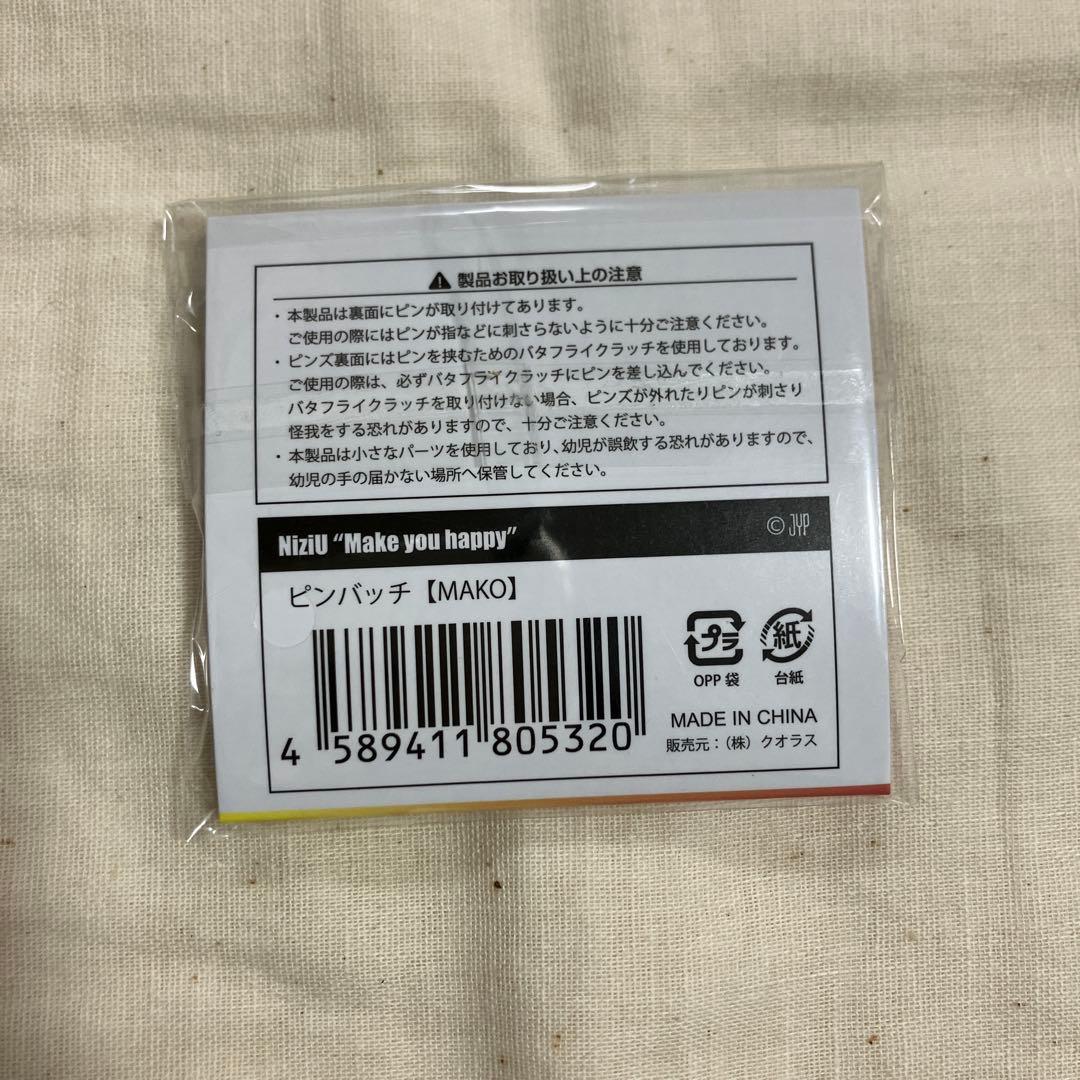 ⚠ 製品お取り扱い上の注意
・本製品は裏面にピンが取り付けてあります。
ご使用の際にはピンが指などに刺さらないように十分ご注意ください。
・ピンズ裏面にはピンを挟むためのバタフライクラッチを使用しております。
ご使用の際は、必ずバタフライクラッチにピンを差し込んでください。
バタフライクラッチを取り付けない場合、ピンズが外れたりピンが刺さり
怪我をする恐れがありますので、十分ご注意ください。
・本製品は小さなパーツを使用しており、幼児が誤飲する恐れがありますので、
幼児の手の届かない場所へ保管してください。
NiziU “Make you happy”
© JYP
ピンバッチ【MAKO】
プラ
紙
OPP 袋
台紙
MADE IN CHINA
販売元：（株）クオラス
4 589411 805320